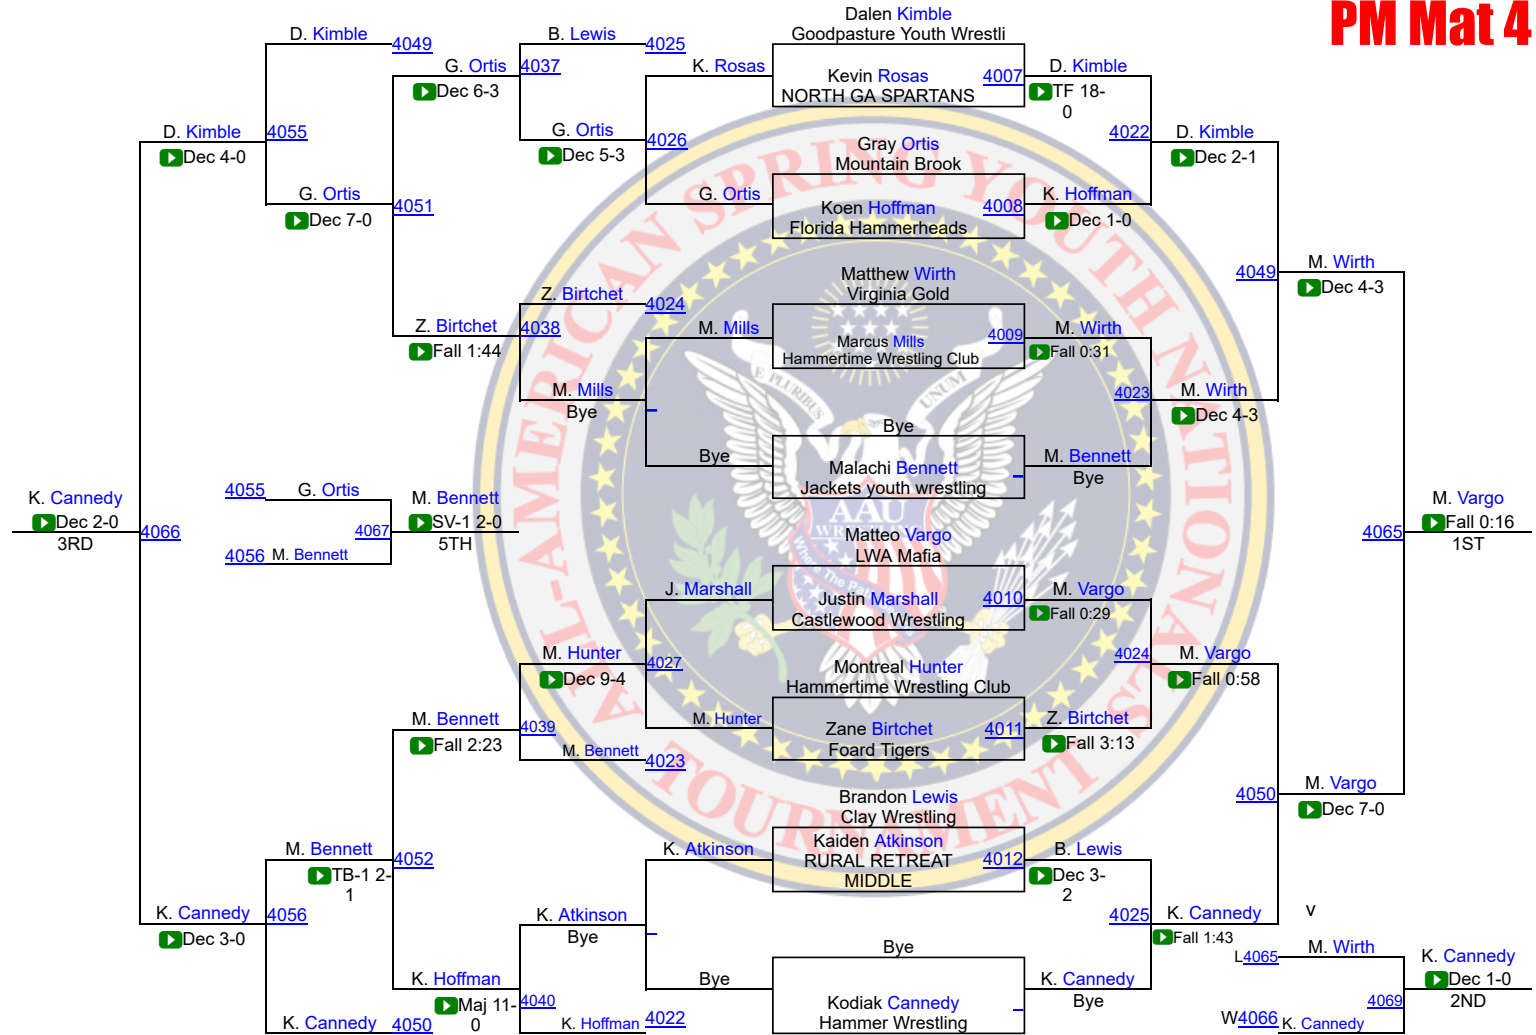 PM Mat 4
Dalen Kimble
Goodpasture Youth Wrestli
D. Kimble
4049
B. Lewis
4025
G. Ortis
4037
Dec 6-3
K. Rosas
Kevin Rosas
4007
NORTH GA SPARTANS
D. Kimble
TF 18-
0
D. Kimble
4055
Dec 4-0
G. Ortis
4026
Dec 5-3
Gray Ortis
Mountain Brook
4022
D. Kimble
Dec 2-1
G. Ortis
4051
Dec 7-0
G. Ortis
Koen Hoffman
4008
Florida Hammerheads
K. Hoffman
Dec 1-0
Matthew Wirth
Virginia Gold
4049
M. Wirth
Dec 4-3
Z. Birtchet
4024
Z. Birtchet
4038
Fall 1:44
M. Mills
Marcus Mills
4009
Hammertime Wrestling Club
M. Wirth
Fall 0:31
M. Mills
Bye
4023
M. Wirth
Dec 4-3
E PLURIBUS
UNUM
Bye
Bye
Malachi Bennett
Jackets youth wrestling
M. Bennett
Bye
K. Cannedy
Dec 2-0
3RD
4066
4055
G. Ortis
4056
M. Bennett
4067
M. Bennett
SV-1 2-0
5TH
AAU
Matteo Vargo
LWA Mafia
4065
M. Vargo
Fall 0:16
1ST
J. Marshall
Justin Marshall
4010
Castlewood Wrestling
M. Vargo
Fall 0:29
M. Hunter
4027
Dec 9-4
Montreal Hunter
Hammertime Wrestling Club
4024
M. Vargo
Fall 0:58
M. Bennett
4039
Fall 2:23
M. Hunter
Zane Birtchet
4011
Foard Tigers
Z. Birtchet
Fall 3:13
M. Bennett
4023
Brandon Lewis
Clay Wrestling
4050
M. Vargo
Dec 7-0
M. Bennett
4052
TB-1 2-
1
K. Atkinson
Kaiden Atkinson
RURAL RETREAT
4012
MIDDLE
B. Lewis
Dec 3-
2
K. Cannedy
4056
Dec 3-0
K. Atkinson
Bye
4025
K. Cannedy
Fall 1:43
v
Bye
K. Hoffman
4040
Maj 11-
0
Bye
Kodiak Cannedy
Hammer Wrestling
K. Cannedy
Bye
L4065
M. Wirth
W4066
K. Cannedy
4069
K. Cannedy
Dec 1-0
2ND
K. Cannedy
4050
K. Hoffman
4022
ALL-AMERICAN SPRING YOUTH NATIONALS
TOURNAMENT